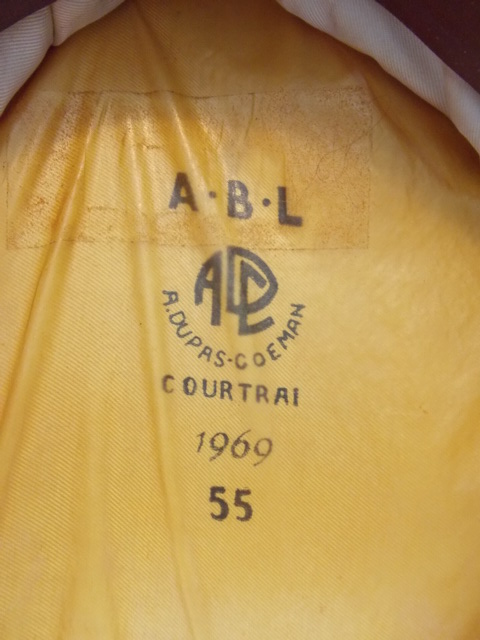 A·B·L
ADC
A.DUPAS-COEMAN
COURTRAI
1969
55